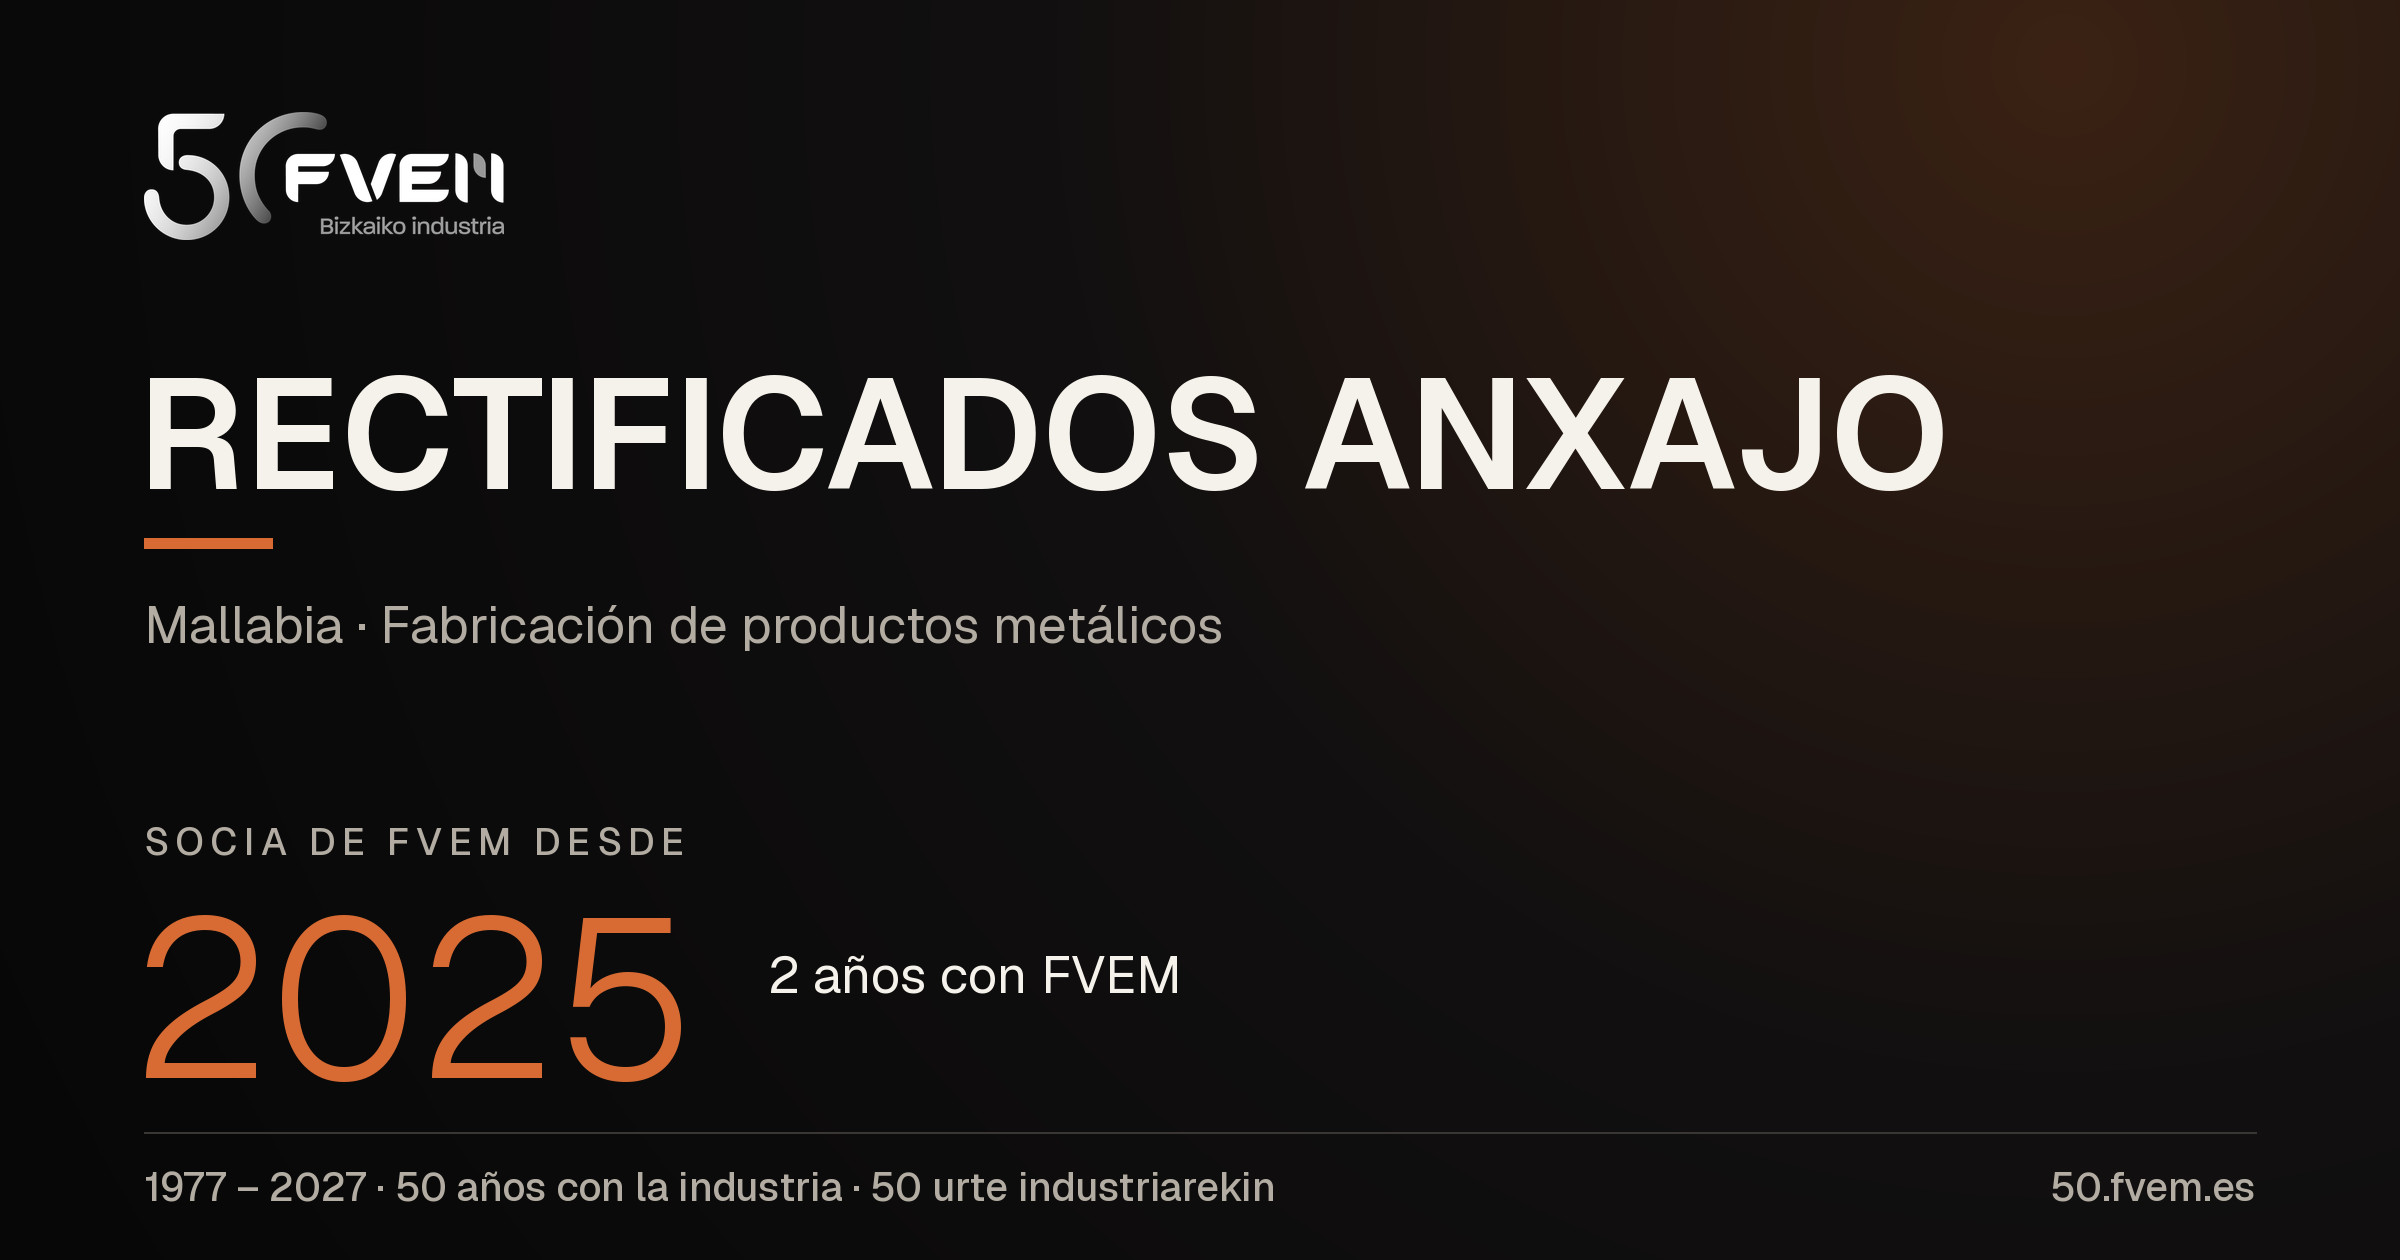 50 FVEM
Bizkaiko industria
RECTIFICADOS ANXAJO
Mallabia · Fabricación de productos metálicos
SOCIA DE FVEM DESDE
2025
2 años con FVEM
1977 – 2027 · 50 años con la industria · 50 urte industriarekin
50.fvem.es